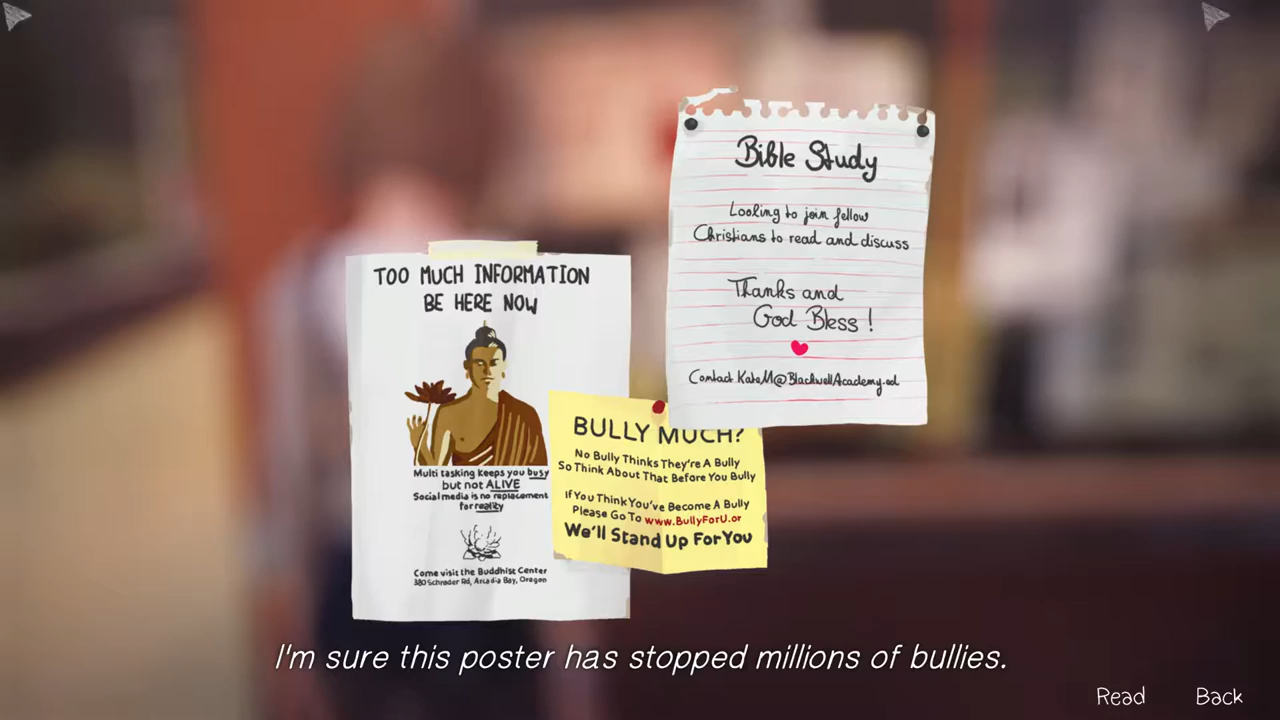 Bible Study
Looking to join fellow
Christians to read and discuss
Thanks and
God Bless !
Contact KateM@BlackwellAcademy.ed
TOO MUCH INFORMATION
BE HERE NOW
Multi tasking keeps you busy
but not ALIVE
Social media is no replacement
for reality
Come visit the Buddhist Center
380 Schrader Rd, Arcadia Bay, Oregon
BULLY MUCH?
No Bully Thinks They're A Bully
So Think About That Before You Bully
If You Think You've Become A Bully
Please Go To www.BullyForU.or
We'll Stand Up For You
I'm sure this poster has stopped millions of bullies.
Read
Back